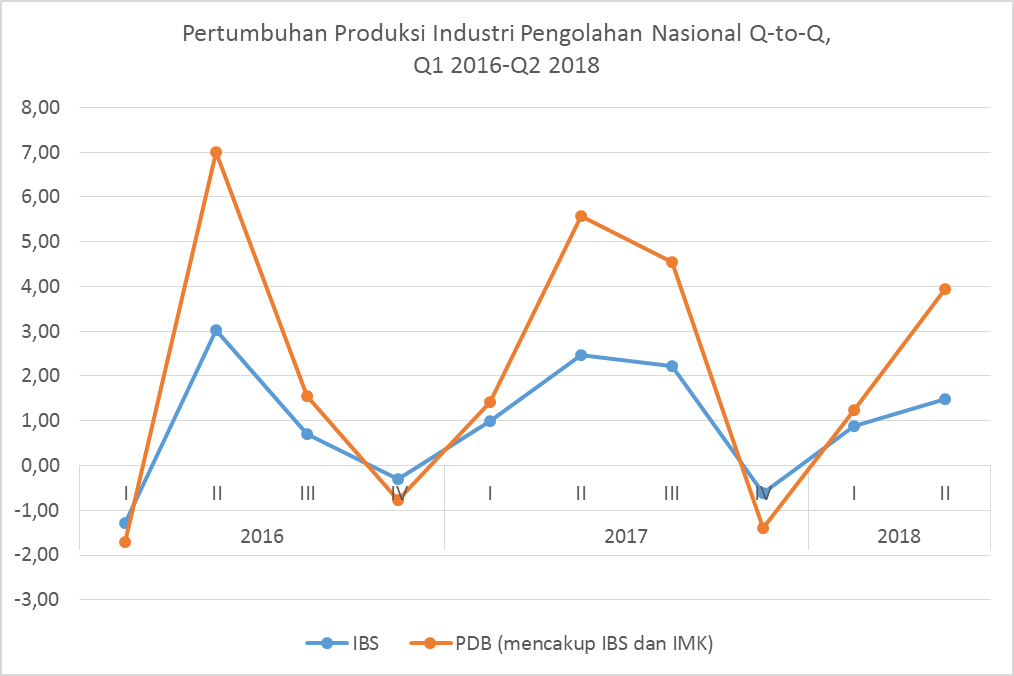 Pertumbuhan Produksi Industri Pengolahan Nasional Q-to-Q,
Q1 2016-Q2 2018
8,00
7,00
6,00
5,00
4,00
3,00
2,00
1,00
0,00
-1,00
-2,00
-3,00
I II III IV I II III IV I II
2016 2017 2018
IBS PDB (mencakup IBS dan IMK)